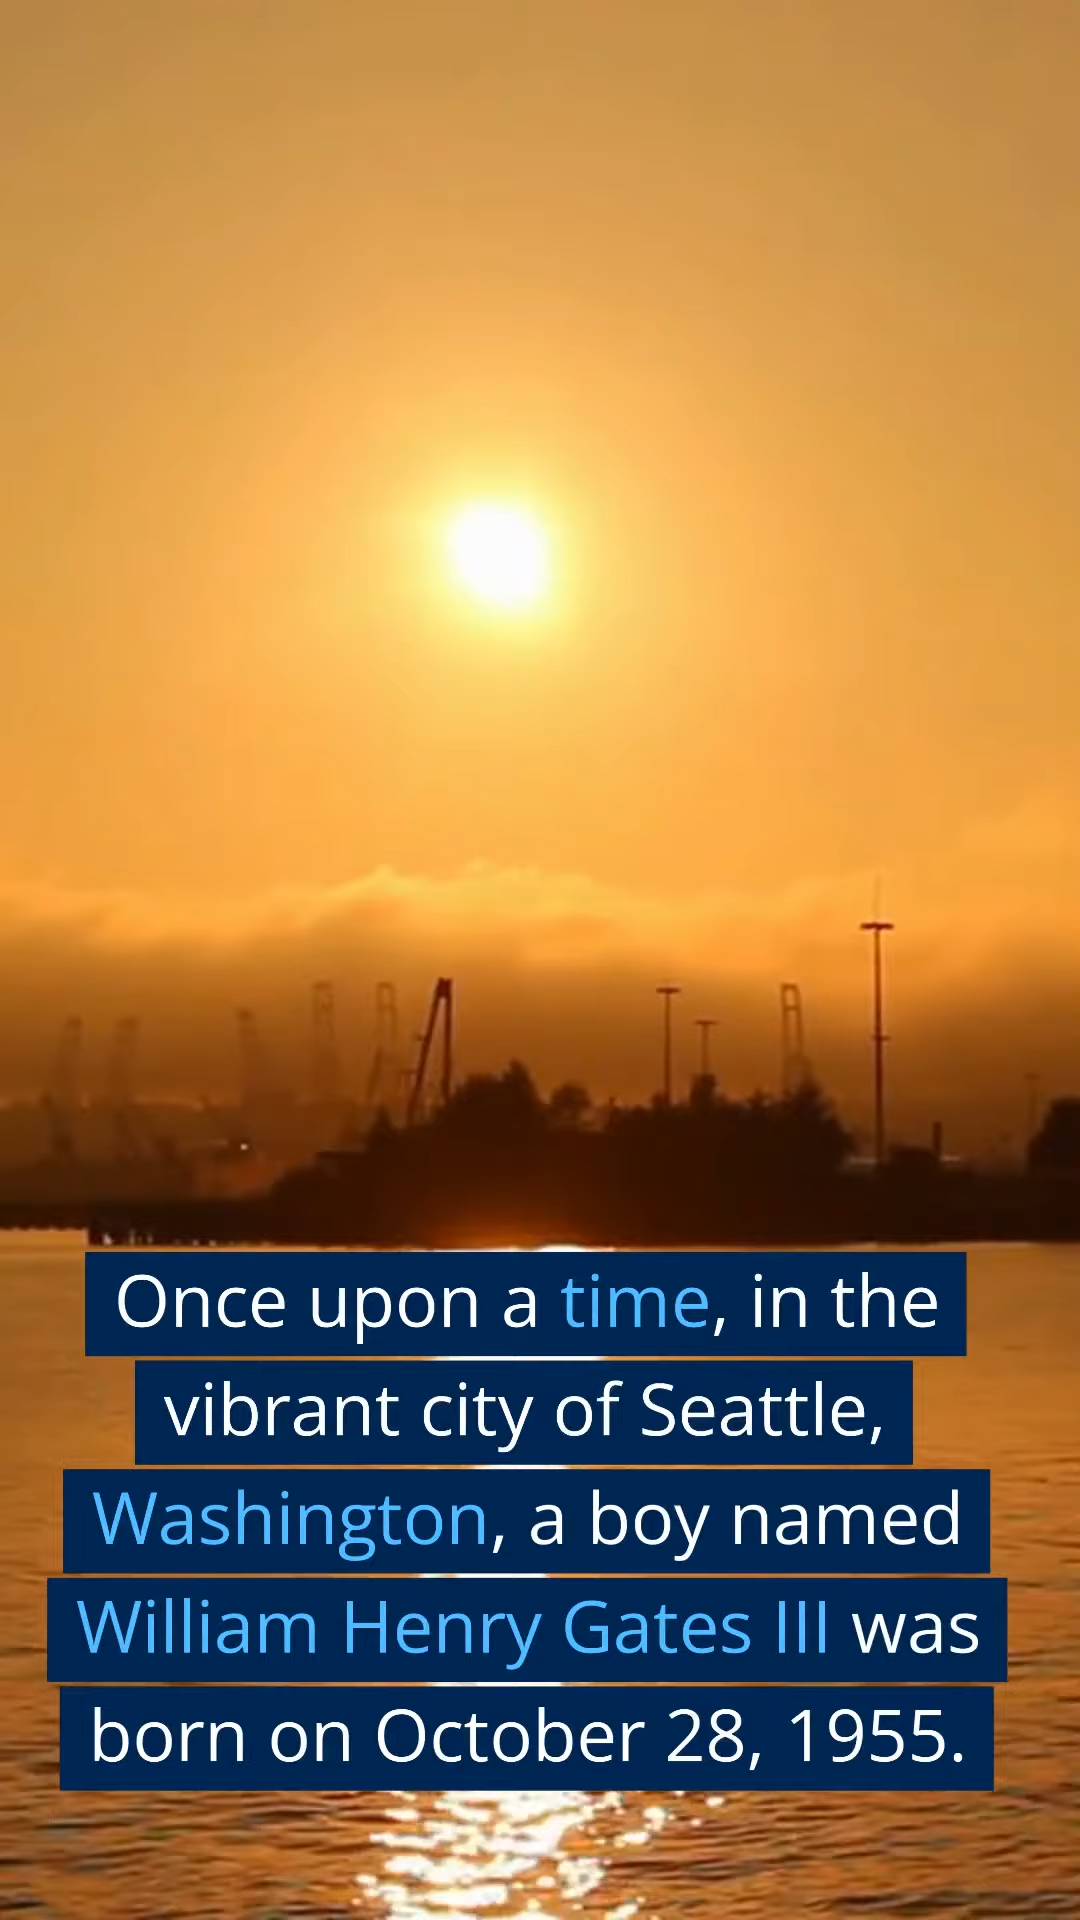 Once upon a time, in the
vibrant city of Seattle,
Washington, a boy named
William Henry Gates III was
born on October 28, 1955.